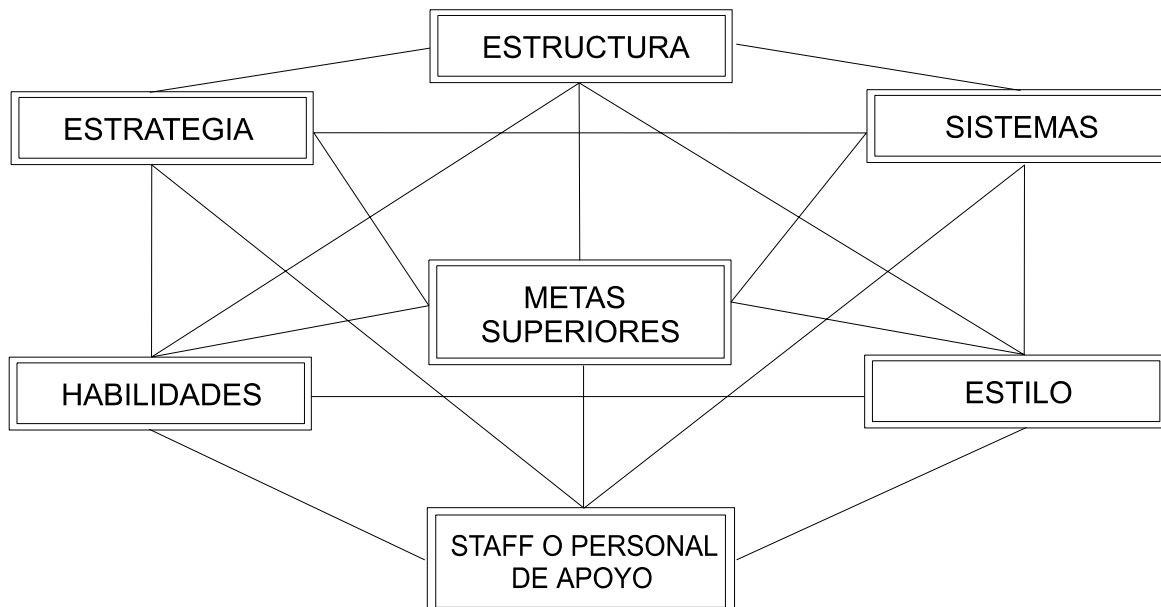 ESTRUCTURA
ESTRATEGIA
SISTEMAS
METAS
SUPERIORES
HABILIDADES
ESTILO
STAFF O PERSONAL
DE APOYO